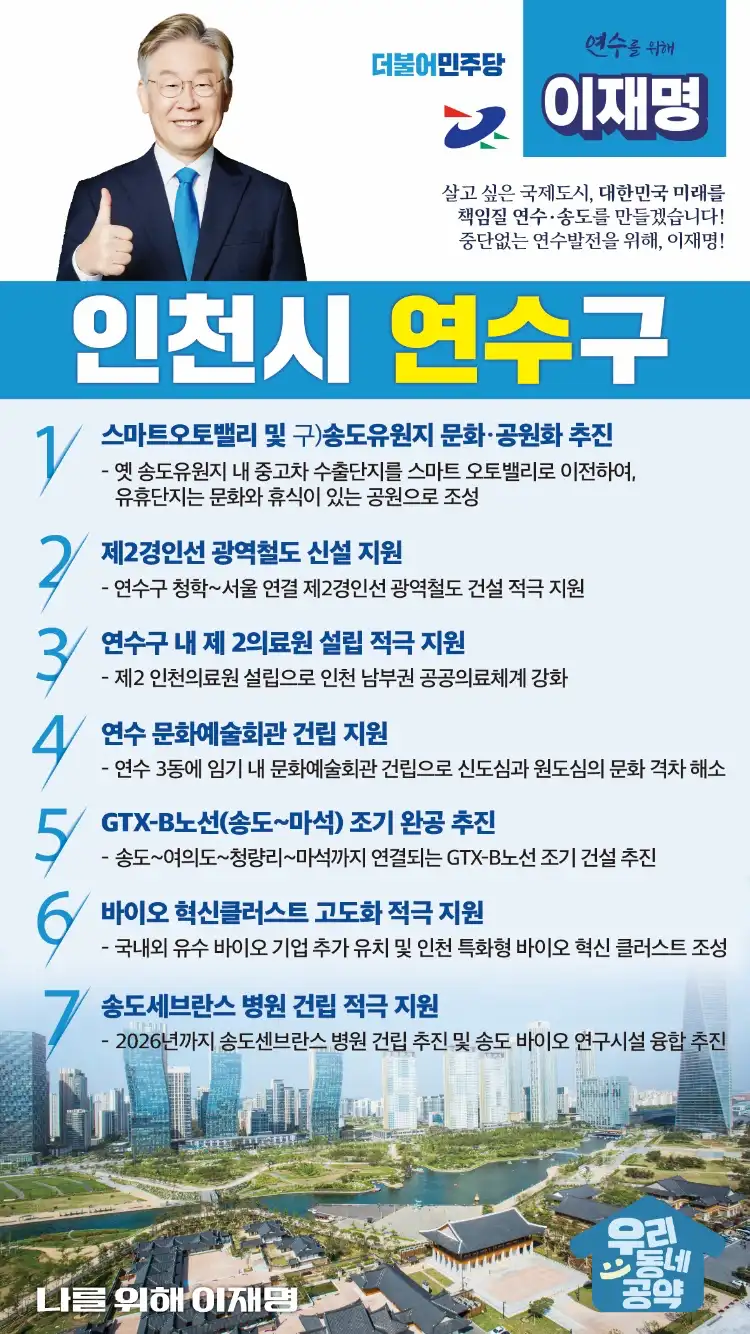 더불어민주당
연수를 위해
이재명
살고 싶은 국제도시, 대한민국 미래를
책임질 연수·송도를 만들겠습니다!
중단없는 연수발전을 위해, 이재명!
인천시 연수구
1 스마트오토밸리 및 구)송도유원지 문화·공원화 추진
- 옛 송도유원지 내 중고차 수출단지를 스마트 오토밸리로 이전하여,
유휴단지는 문화와 휴식이 있는 공원으로 조성
2 제2경인선 광역철도 신설 지원
- 연수구 청학~서울 연결 제2경인선 광역철도 건설 적극 지원
3 연수구 내 제 2의료원 설립 적극 지원
- 제2 인천의료원 설립으로 인천 남부권 공공의료체계 강화
4 연수 문화예술회관 건립 지원
- 연수 3동에 임기 내 문화예술회관 건립으로 신도심과 원도심의 문화 격차 해소
5 GTX-B노선(송도~마석) 조기 완공 추진
- 송도~여의도~청량리~마석까지 연결되는 GTX-B노선 조기 건설 추진
6 바이오 혁신클러스트 고도화 적극 지원
- 국내외 유수 바이오 기업 추가 유치 및 인천 특화형 바이오 혁신 클러스트 조성
7 송도세브란스 병원 건립 적극 지원
- 2026년까지 송도센브란스 병원 건립 추진 및 송도 바이오 연구시설 융합 추진
나를 위해 이재명
우리
동네
공약